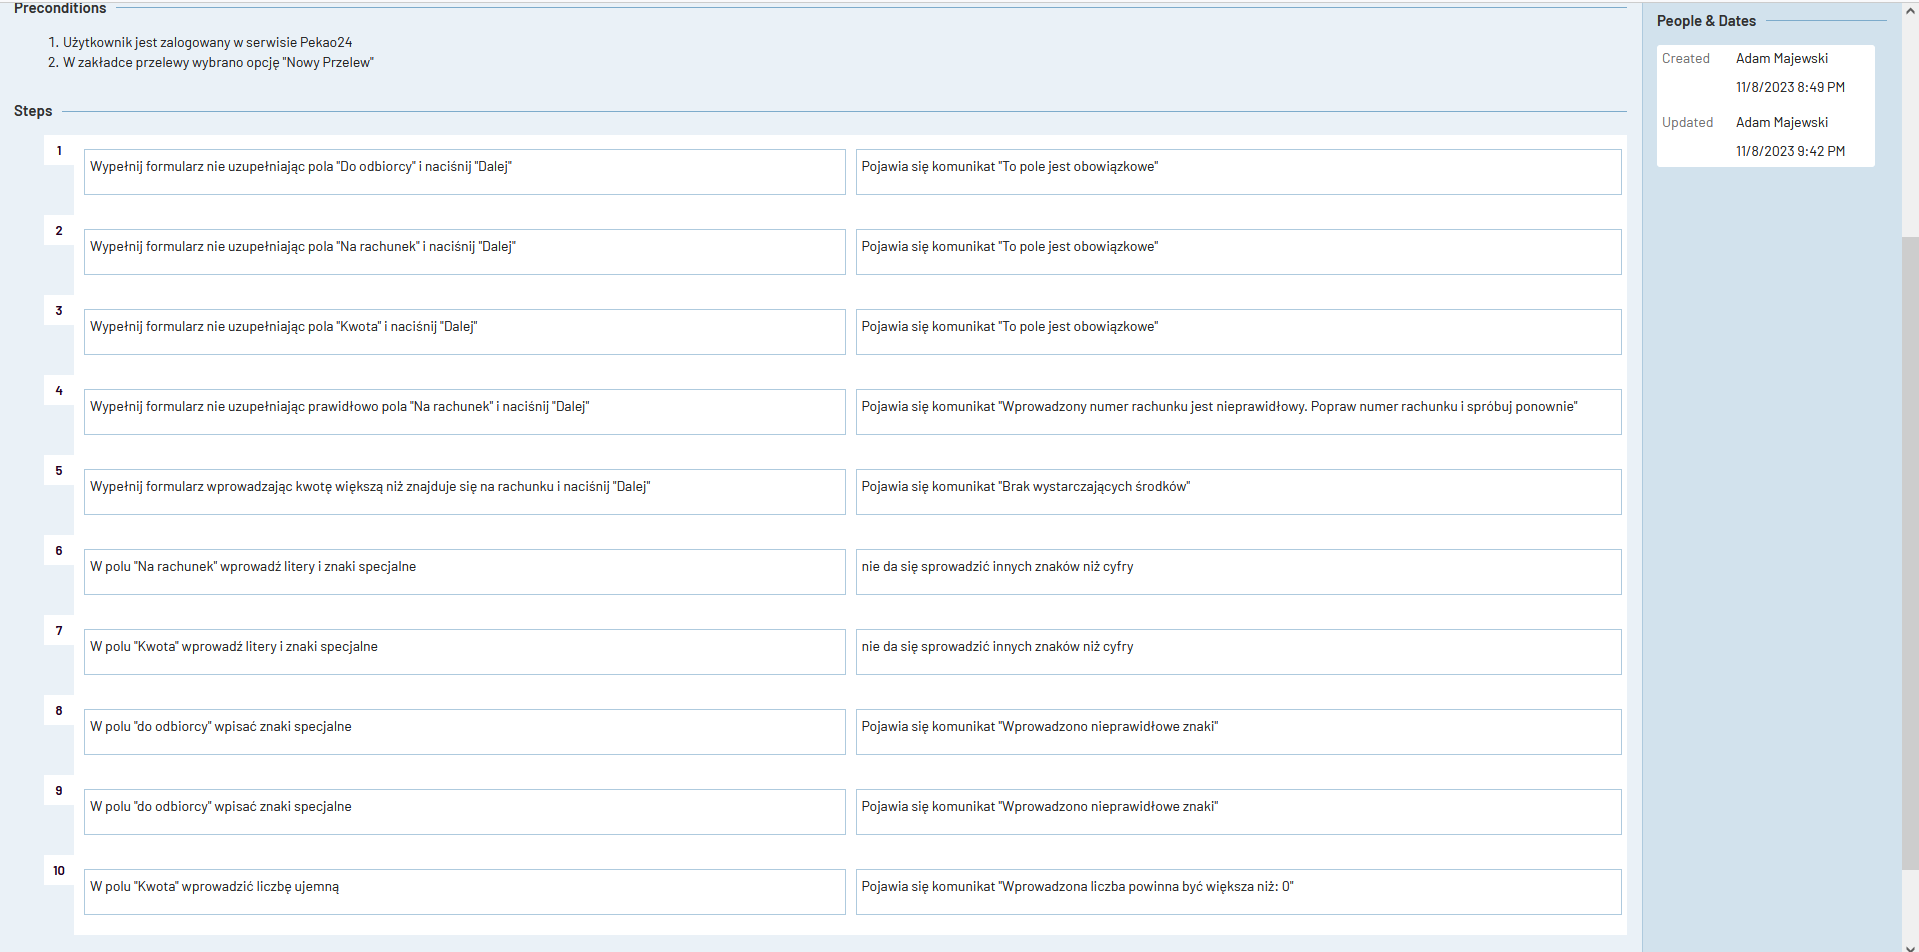 Preconditions
1. Użytkownik jest zalogowany w serwisie Pekao24
2. W zakładce przelewy wybrano opcję "Nowy Przelew"
Steps
1
Wypełnij formularz nie uzupełniając pola "Do odbiorcy" i naciśnij "Dalej"
Pojawia się komunikat "To pole jest obowiązkowe"
2
Wypełnij formularz nie uzupełniając pola "Na rachunek" i naciśnij "Dalej"
Pojawia się komunikat "To pole jest obowiązkowe"
3
Wypełnij formularz nie uzupełniając pola "Kwota" i naciśnij "Dalej"
Pojawia się komunikat "To pole jest obowiązkowe"
4
Wypełnij formularz nie uzupełniając prawidłowo pola "Na rachunek" i naciśnij "Dalej"
Pojawia się komunikat "Wprowadzony numer rachunku jest nieprawidłowy. Popraw numer rachunku i spróbuj ponownie"
5
Wypełnij formularz wprowadzając kwotę większą niż znajduje się na rachunku i naciśnij "Dalej"
Pojawia się komunikat "Brak wystarczających środków"
6
W polu "Na rachunek" wprowadź litery i znaki specjalne
nie da się sprowadzić innych znaków niż cyfry
7
W polu "Kwota" wprowadź litery i znaki specjalne
nie da się sprowadzić innych znaków niż cyfry
8
W polu "do odbiorcy" wpisać znaki specjalne
Pojawia się komunikat "Wprowadzono nieprawidłowe znaki"
9
W polu "do odbiorcy" wpisać znaki specjalne
Pojawia się komunikat "Wprowadzono nieprawidłowe znaki"
10
W polu "Kwota" wprowadzić liczbę ujemną
Pojawia się komunikat "Wprowadzona liczba powinna być większa niż: 0"
People & Dates
Created Adam Majewski
11/8/2023 8:49 PM
Updated Adam Majewski
11/8/2023 9:42 PM